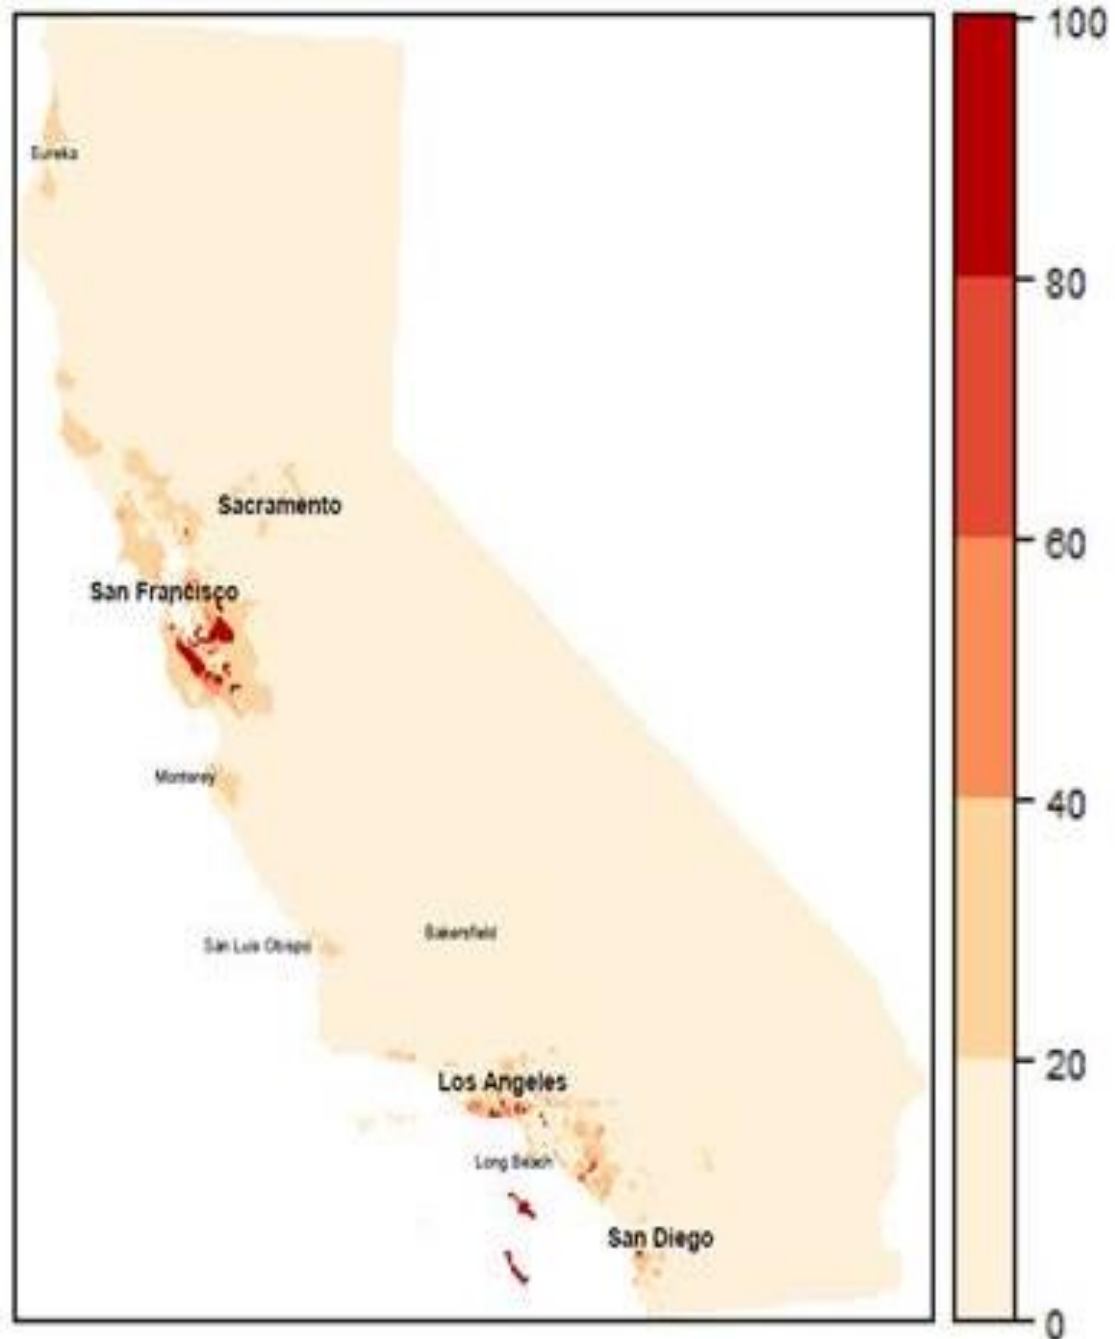 100
Eureka
80
Sacramento
60
San Francisco
Monterey
40
Bakersfield
San Luis Obispo
20
Los Angeles
Long Beach
San Diego
0